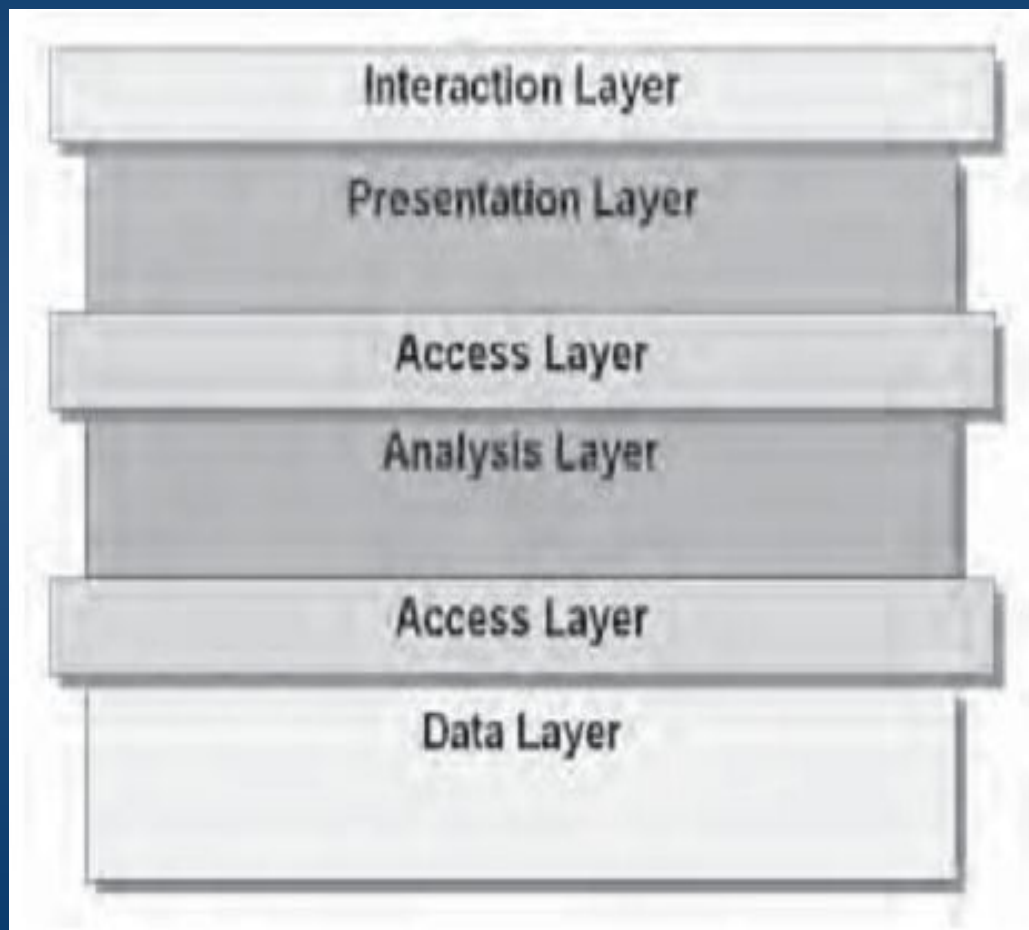 Interaction Layer
Presentation Layer
Access Layer
Analysis Layer
Access Layer
Data Layer